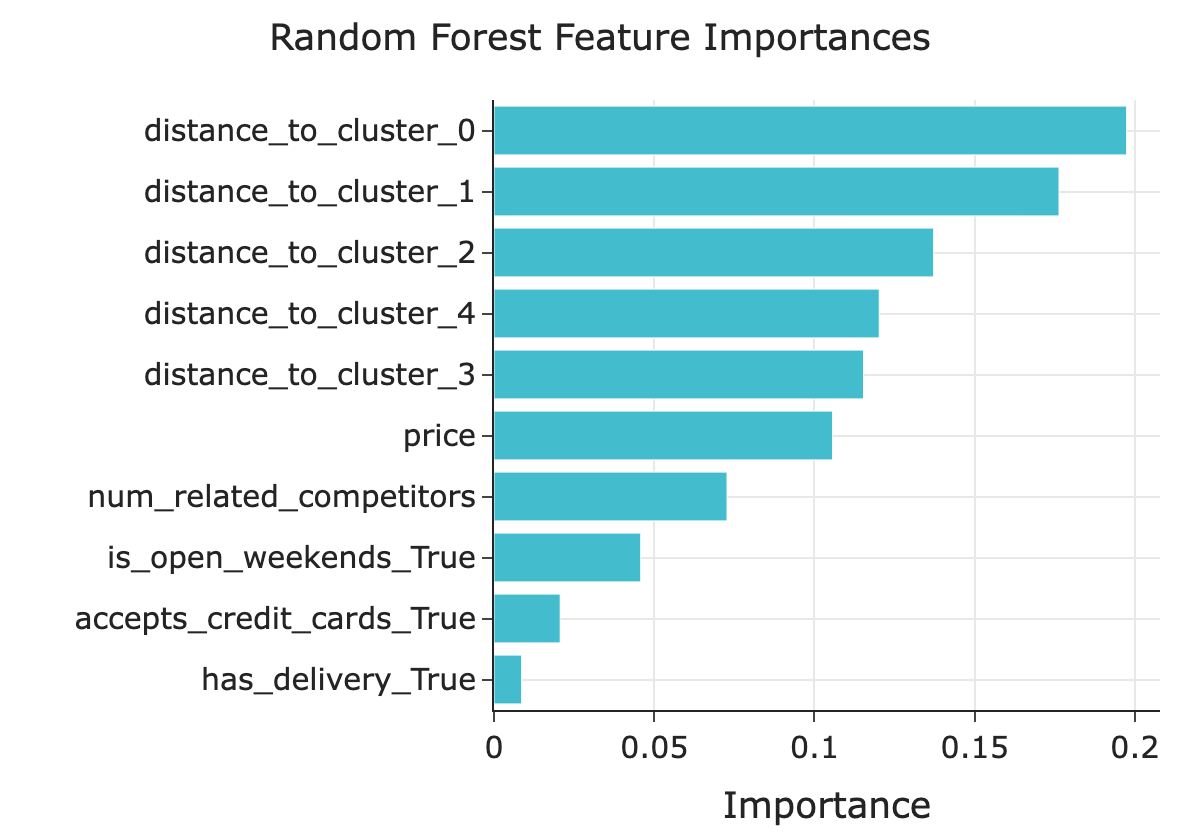 Random Forest Feature Importances
distance_to_cluster_0
distance_to_cluster_1
distance_to_cluster_2
distance_to_cluster_4
distance_to_cluster_3
price
num_related_competitors
is_open_weekends_True
accepts_credit_cards_True
has_delivery_True
0 0.05 0.1 0.15 0.2
Importance